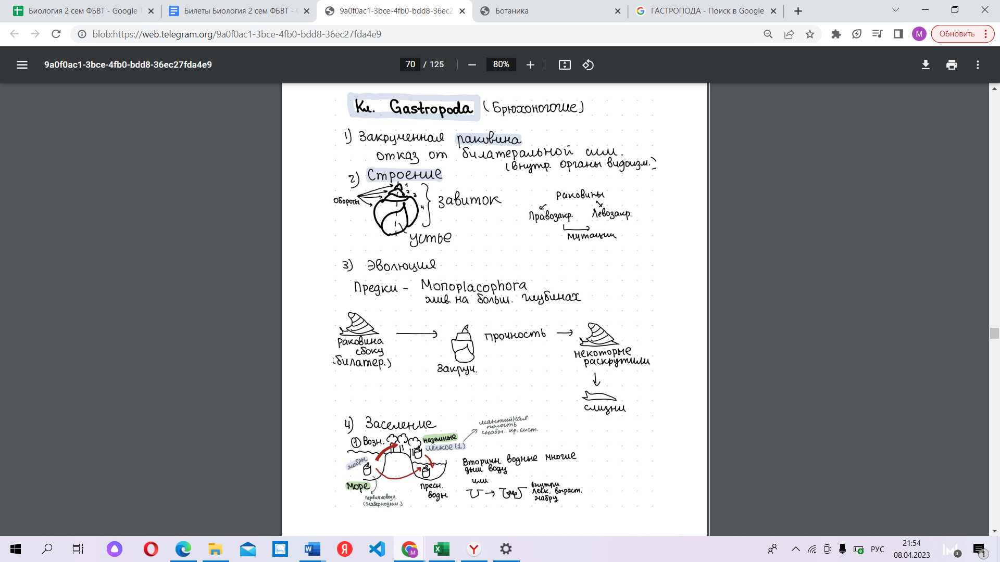 Биология 2 сем ФБВТ - Google Т
Билеты Биология 2 сем ФБВТ - G
9a0f0ac1-3bce-4fb0-bdd8-36ec2
Ботаника
ГАСТРОПОДА - Поиск в Google
blob:https://web.telegram.org/9a0f0ac1-3bce-4fb0-bdd8-36ec27fda4e9
M
Обновить
9a0f0ac1-3bce-4fb0-bdd8-36ec27fda4e9
70 / 125
80%
Кл. Gastropoda (Брюхоногие)
1) Закрученная раковина
отказ от билатеральной сим.
(внутр. органы видоизм.)
2) Строение
1
2
3
4
Обороты
завиток
устье
Раковины
Правозакр.
Левозакр.
мутации
3) Эволюция
Предки - Monoplacophora
жив. на больш. глубинах
Раковина
сбоку
(билатер.)
Закруч.
прочность
некоторые
раскрутили
слизни
4) Заселение
мантийная
полость
снабж. кр. сист.
① Возн.
наземные
лёгкое (1)
жабры
Море
первичноводн.
(жабернодыш.)
пресн.
воды
Вторичн. водные многие
дыш. воду
или
внутри
легк. выраст.
жабру
РУС
21:54
08.04.2023
3
1